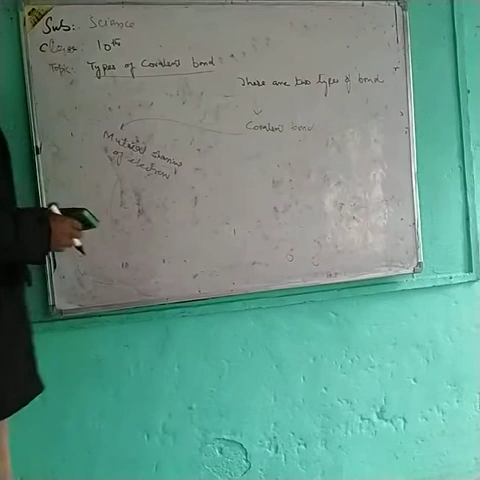 Sub:. Science
Class: 10th
Topic: Types of Covalent bond
There are two types of bond
Covalent bond
Mutual sharing
of electron